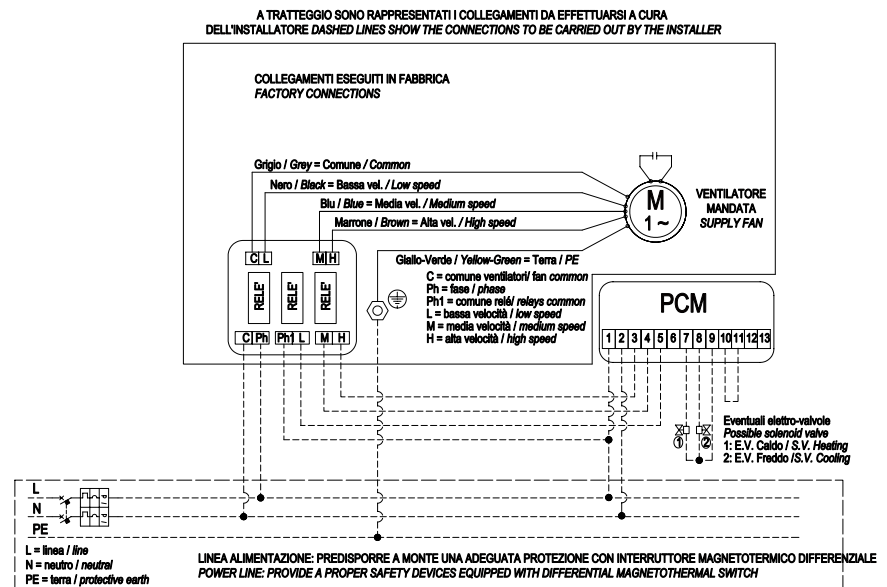 A TRATTEGGIO SONO RAPPRESENTATI I COLLEGAMENTI DA EFFETTUARSI A CURA
DELL'INSTALLATORE DASHED LINES SHOW THE CONNECTIONS TO BE CARRIED OUT BY THE INSTALLER
COLLEGAMENTI ESEGUITI IN FABBRICA
FACTORY CONNECTIONS
Grigio / Grey = Comune / Common
Nero / Black = Bassa vel. / Low speed
Blu / Blue = Media vel. / Medium speed
Marrone / Brown = Alta vel. / High speed
M
1 ~
VENTILATORE
MANDATA
SUPPLY FAN
Giallo-Verde / Yellow-Green = Terra / PE
C L M H
RELE' RELE' RELE'
C Ph Ph1 L M H
C = comune ventilatori/ fan common
Ph = fase / phase
Ph1 = comune relé/ relays common
L = bassa velocità / low speed
M = media velocità / medium speed
H = alta velocità / high speed
PCM
1 2 3 4 5 6 7 8 9 10 11 12 13
1 2
Eventuali elettro-valvole
Possible solenoid valve
1: E.V. Caldo / S.V. Heating
2: E.V. Freddo /S.V. Cooling
L
N
PE
L = linea / line
N = neutro / neutral
PE = terra / protective earth
LINEA ALIMENTAZIONE: PREDISPORRE A MONTE UNA ADEGUATA PROTEZIONE CON INTERRUTTORE MAGNETOTERMICO DIFFERENZIALE
POWER LINE: PROVIDE A PROPER SAFETY DEVICES EQUIPPED WITH DIFFERENTIAL MAGNETOTHERMAL SWITCH